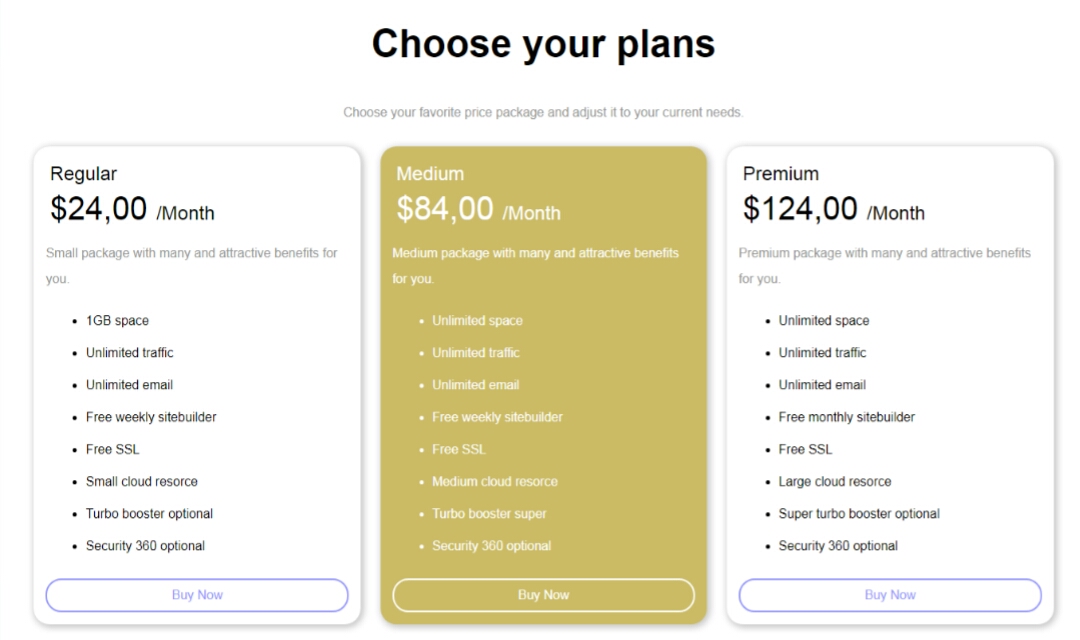 Choose your plans
Choose your favorite price package and adjust it to your current needs.
Regular
$24,00 /Month
Small package with many and attractive benefits for
you.
1GB space
Unlimited traffic
Unlimited email
Free weekly sitebuilder
Free SSL
Small cloud resorce
Turbo booster optional
Security 360 optional
Buy Now
Medium
$84,00 /Month
Medium package with many and attractive benefits
for you.
Unlimited space
Unlimited traffic
Unlimited email
Free weekly sitebuilder
Free SSL
Medium cloud resorce
Turbo booster super
Security 360 optional
Buy Now
Premium
$124,00 /Month
Premium package with many and attractive benefits
for you.
Unlimited space
Unlimited traffic
Unlimited email
Free monthly sitebuilder
Free SSL
Large cloud resorce
Super turbo booster optional
Security 360 optional
Buy Now